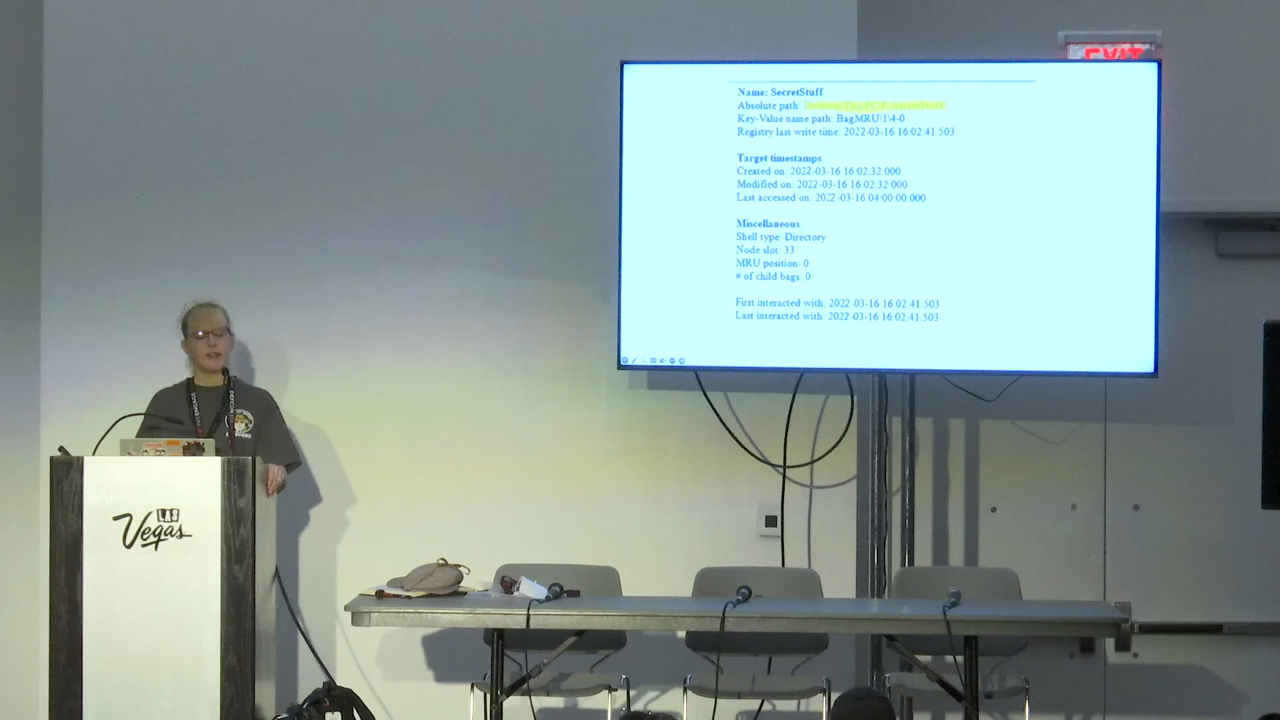 EXIT
Name: SecretStuff
Absolute path: Desktop\This PC\E:\SecretStuff
Key-Value name path: BagMRU\1\4-0
Registry last write time: 2022-03-16 16:02:41.503
Target timestamps
Created on: 2022-03-16 16:02:32.000
Modified on: 2022-03-16 16:02:32.000
Last accessed on: 2022-03-16 04:00:00.000
Miscellaneous
Shell type: Directory
Node slot: 33
MRU position: 0
# of child bags: 0
First interacted with: 2022-03-16 16:02:41.503
Last interacted with: 2022-03-16 16:02:41.503
DEFCON
ENGAGE
LAS
Vegas